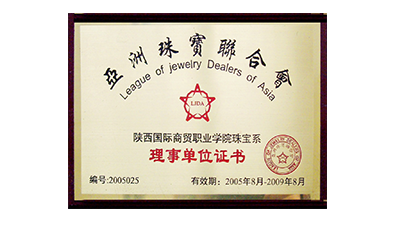 亞洲珠寶聯合會
League of jewelry Dealers of Asia
LJDA
陕西国际商贸职业学院珠宝系
理事单位证书
编号:2005025
有效期: 2005年8月-2009年8月